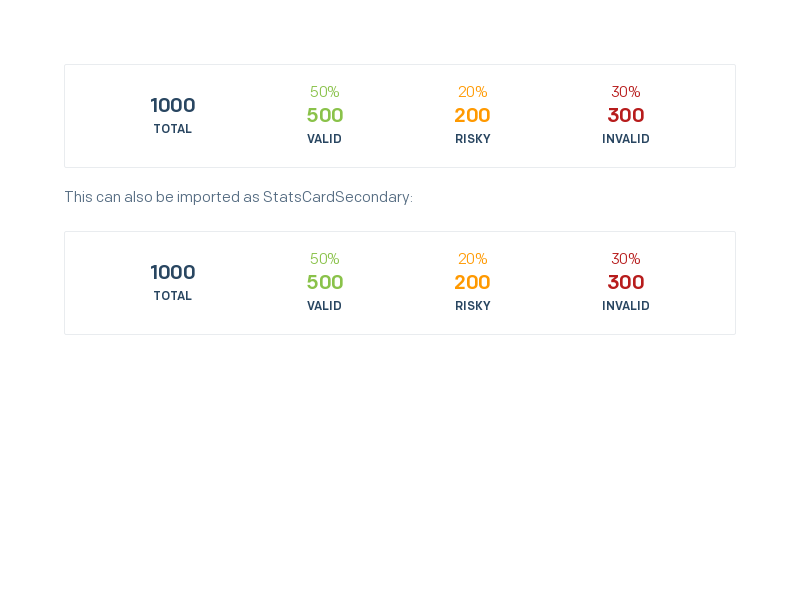 50% 20% 30%
1000 500 200 300
TOTAL VALID RISKY INVALID
This can also be imported as StatsCardSecondary:
50% 20% 30%
1000 500 200 300
TOTAL VALID RISKY INVALID